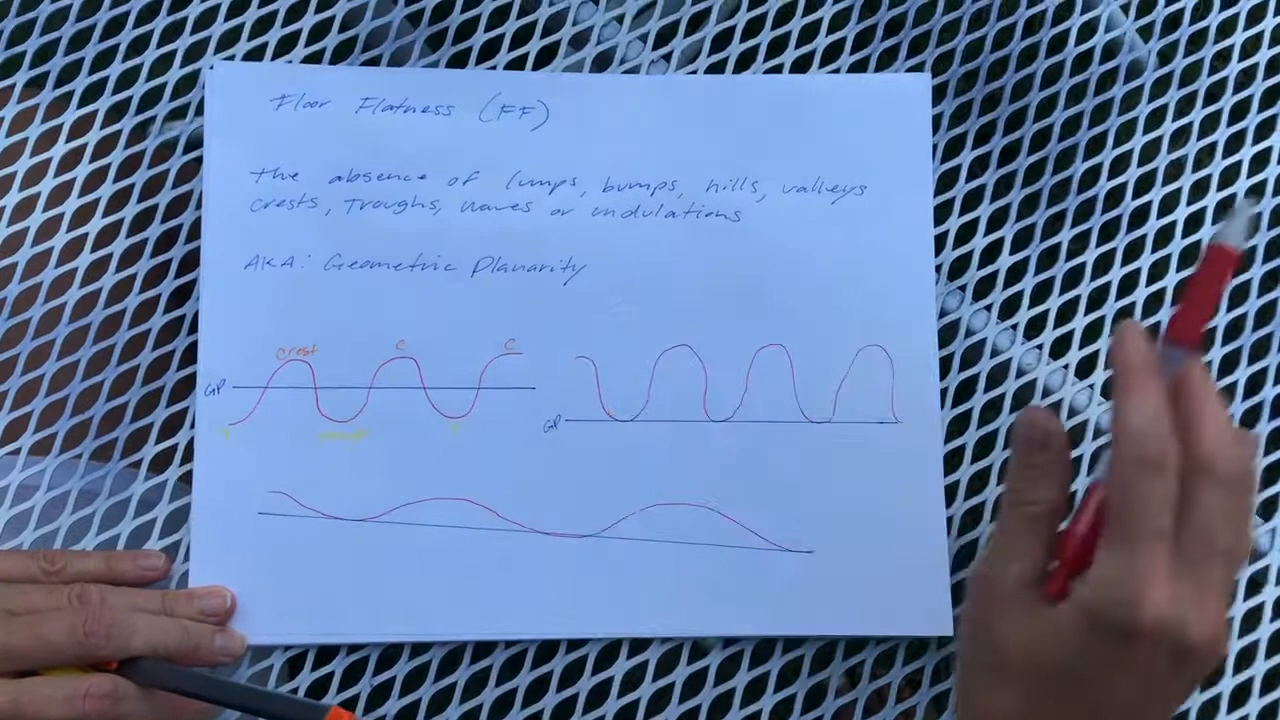 Floor Flatness (FF)
the absence of lumps, bumps, hills, valleys
crests, Troughs, waves or undulations
AKA: Geometric Planarity
crest C C
GP
T T
GP